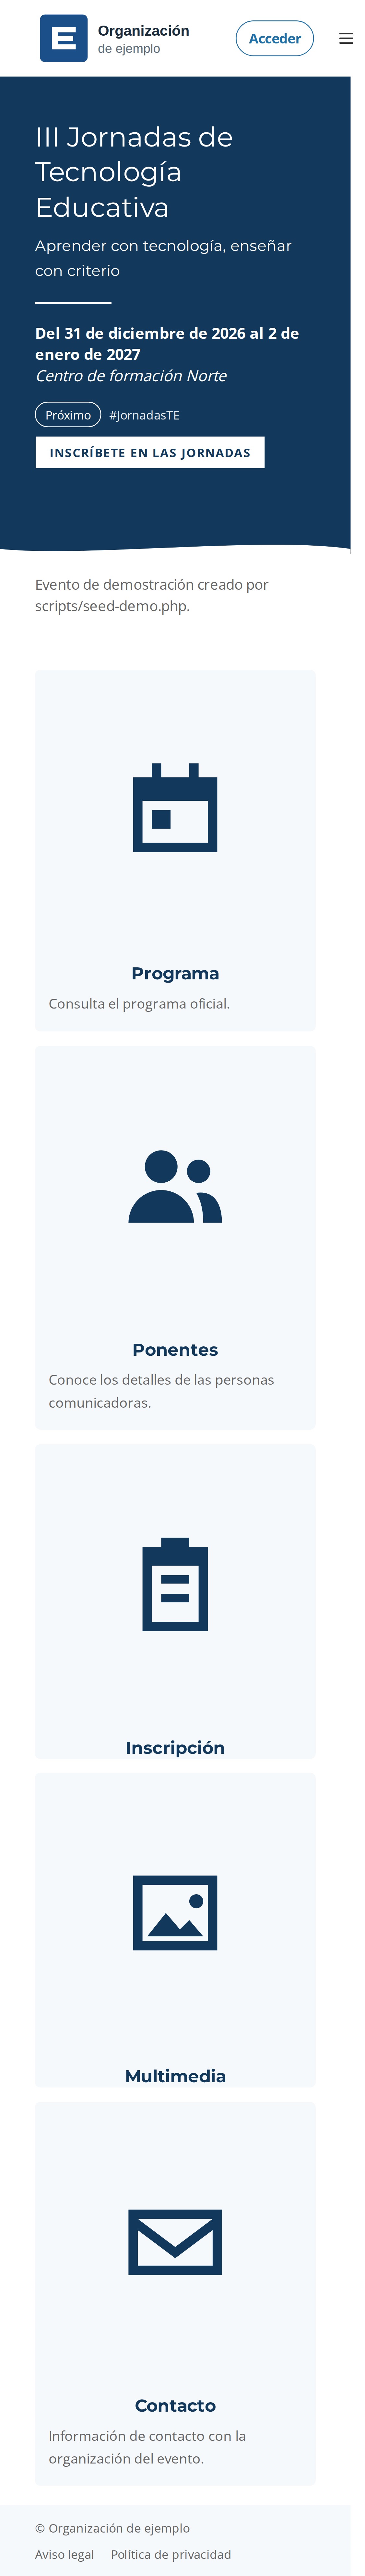 Organización
de ejemplo
Acceder
III Jornadas de
Tecnología
Educativa
Aprender con tecnología, enseñar
con criterio
Del 31 de diciembre de 2026 al 2 de
enero de 2027
Centro de formación Norte
Próximo #JornadasTE
INSCRÍBETE EN LAS JORNADAS
Evento de demostración creado por
scripts/seed-demo.php.
Programa
Consulta el programa oficial.
Ponentes
Conoce los detalles de las personas
comunicadoras.
Inscripción
Multimedia
Contacto
Información de contacto con la
organización del evento.
© Organización de ejemplo
Aviso legal Política de privacidad